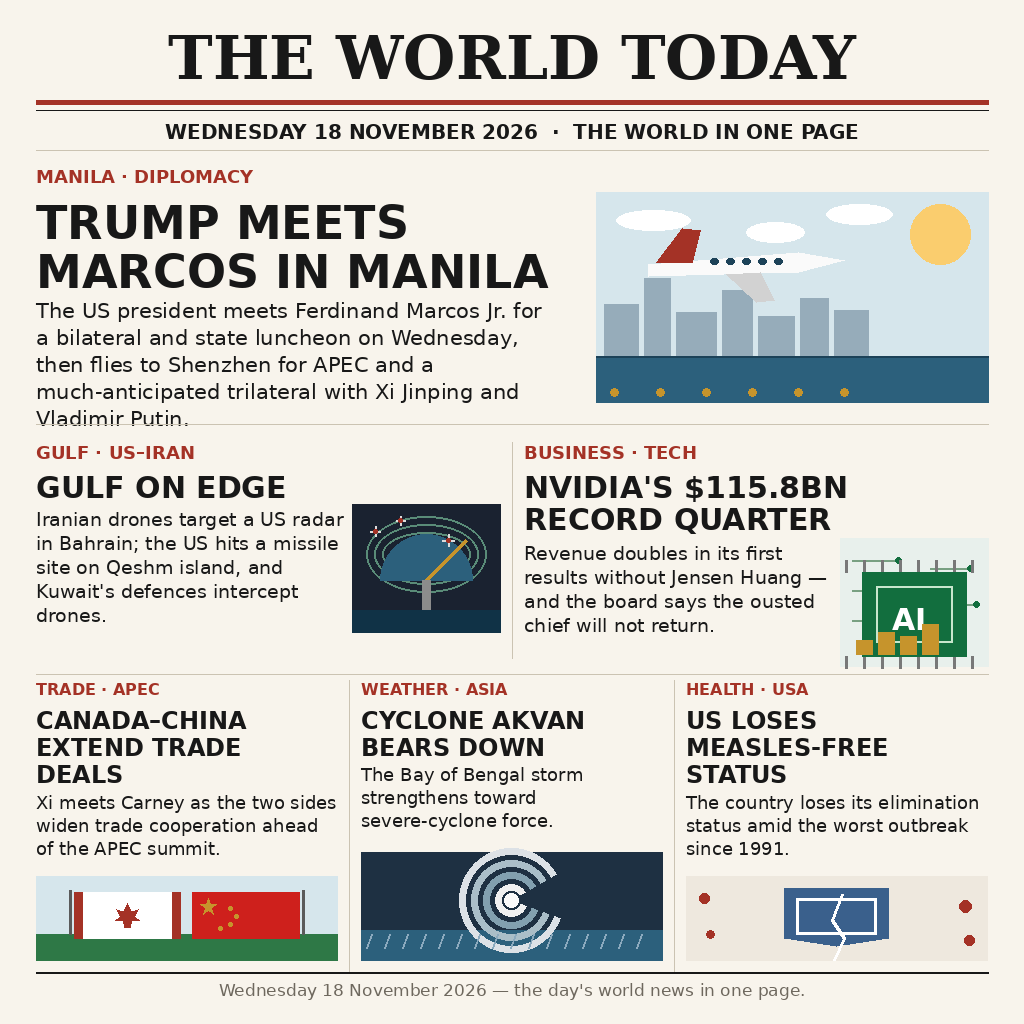 THE WORLD TODAY
WEDNESDAY 18 NOVEMBER 2026 · THE WORLD IN ONE PAGE
MANILA · DIPLOMACY
TRUMP MEETS
MARCOS IN MANILA
The US president meets Ferdinand Marcos Jr. for
a bilateral and state luncheon on Wednesday,
then flies to Shenzhen for APEC and a
much-anticipated trilateral with Xi Jinping and
Vladimir Putin.
GULF · US–IRAN
GULF ON EDGE
Iranian drones target a US radar
in Bahrain; the US hits a missile
site on Qeshm island, and
Kuwait's defences intercept
drones.
BUSINESS · TECH
NVIDIA'S $115.8BN
RECORD QUARTER
Revenue doubles in its first
results without Jensen Huang —
and the board says the ousted
chief will not return.
AI
TRADE · APEC
CANADA–CHINA
EXTEND TRADE
DEALS
Xi meets Carney as the two sides
widen trade cooperation ahead
of the APEC summit.
WEATHER · ASIA
CYCLONE AKVAN
BEARS DOWN
The Bay of Bengal storm
strengthens toward
severe-cyclone force.
HEALTH · USA
US LOSES
MEASLES-FREE
STATUS
The country loses its elimination
status amid the worst outbreak
since 1991.
Wednesday 18 November 2026 — the day's world news in one page.